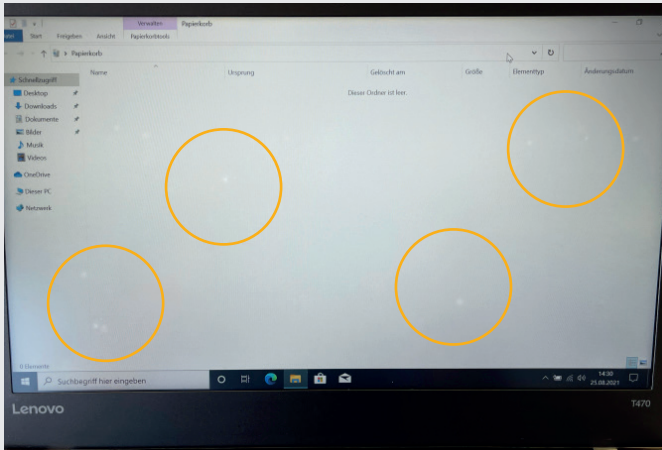 Verwalten Papierkorb
Start Freigeben Ansicht Papierkorbtools
Papierkorb
Name Ursprung Gelöscht am Größe Elementtyp Änderungsdatum
Dieser Ordner ist leer.
Schnellzugriff
Desktop
Downloads
Dokumente
Bilder
Musik
Videos
OneDrive
Dieser PC
Netzwerk
0 Elemente
Suchbegriff hier eingeben
14:30
25.08.2021
Lenovo T470